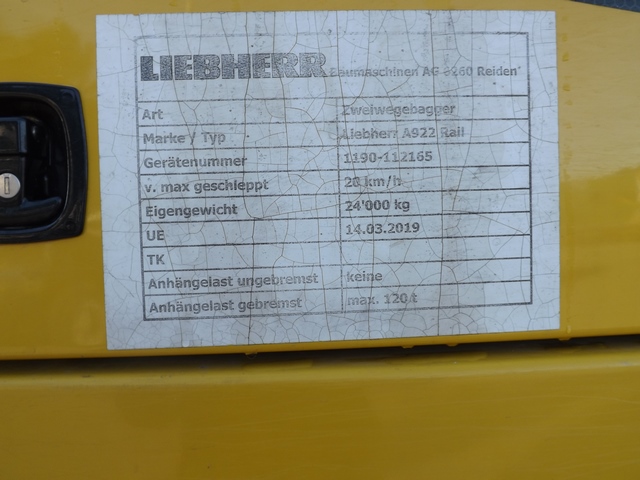 LIEBHERR Baumaschinen AG 6260 Reiden
Art Zweiwegebagger
Marke / Typ Liebherr A922 Rail
Gerätenummer 1190-112165
v. max geschleppt 20 km/h
Eigengewicht 24'000 kg
UE 14.03.2019
TK
Anhängelast ungebremst keine
Anhängelast gebremst max. 120 t